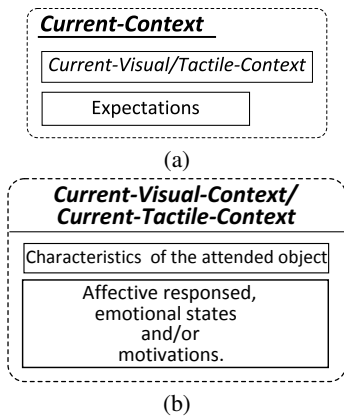 Current-Context
Current-Visual/Tactile-Context
Expectations
(a)
Current-Visual-Context/
Current-Tactile-Context
Characteristics of the attended object
Affective responsed,
emotional states
and/or
motivations.
(b)